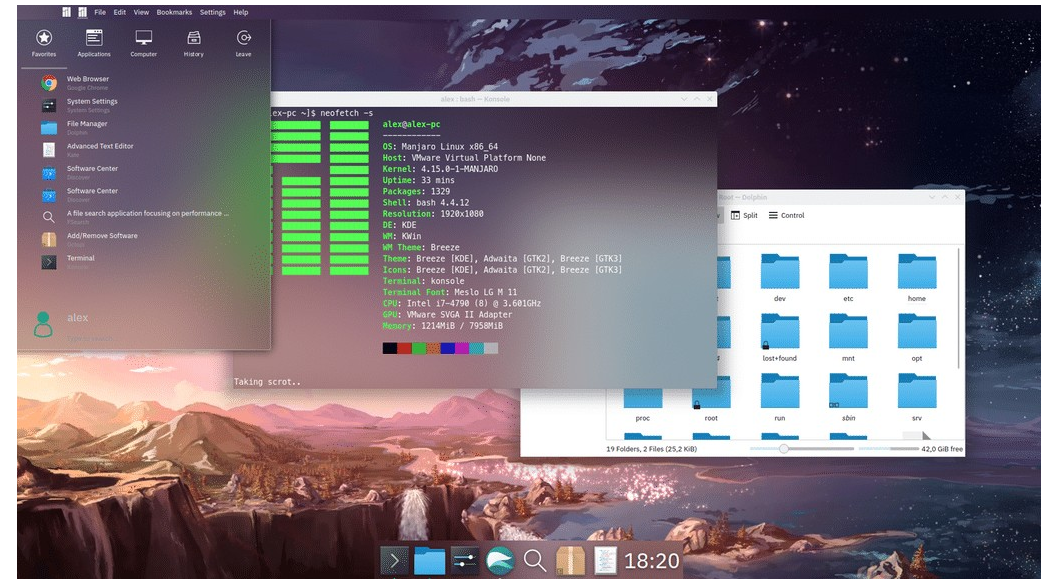 File Edit View Bookmarks Settings Help
Favorites Applications Computer History Leave
Web Browser
Google Chrome
System Settings
System Settings
File Manager
Dolphin
Advanced Text Editor
Kate
Software Center
Discover
Software Center
Discover
A file search application focusing on performance ...
Add/Remove Software
Terminal
alex
alex : bash — Konsole
ex-pc ~]$ neofetch -s
alex@alex-pc
------------
OS: Manjaro Linux x86_64
Host: VMware Virtual Platform None
Kernel: 4.15.0-1-MANJARO
Uptime: 33 mins
Packages: 1329
Shell: bash 4.4.12
Resolution: 1920x1080
DE: KDE
WM: KWin
WM Theme: Breeze
Theme: Breeze [KDE], Adwaita [GTK2], Breeze [GTK3]
Icons: Breeze [KDE], Adwaita [GTK2], Breeze [GTK3]
Terminal: konsole
Terminal Font: Meslo LG M 11
CPU: Intel i7-4790 (8) @ 3.601GHz
GPU: VMware SVGA II Adapter
Memory: 1214MiB / 7958MiB
Taking scrot..
Root — Dolphin
Split Control
dev etc home
lost+found mnt opt
proc root run sbin srv
19 Folders, 2 Files (25,2 KiB) 42,0 GiB free
18:20